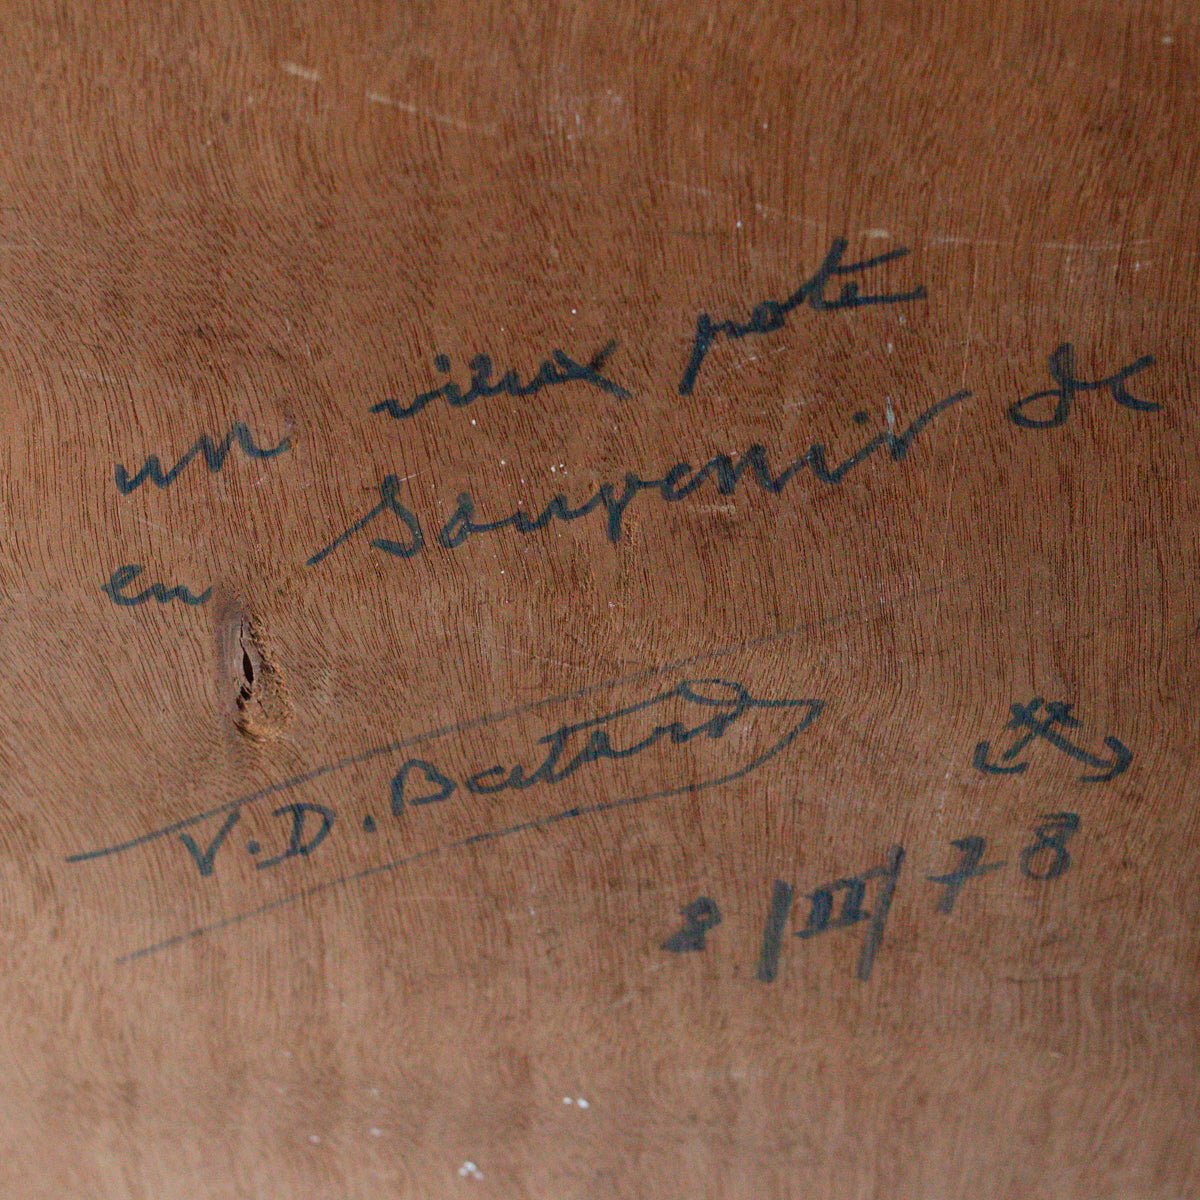 un vieux pote
en souvenir de
V.D. Batard
8/III/78